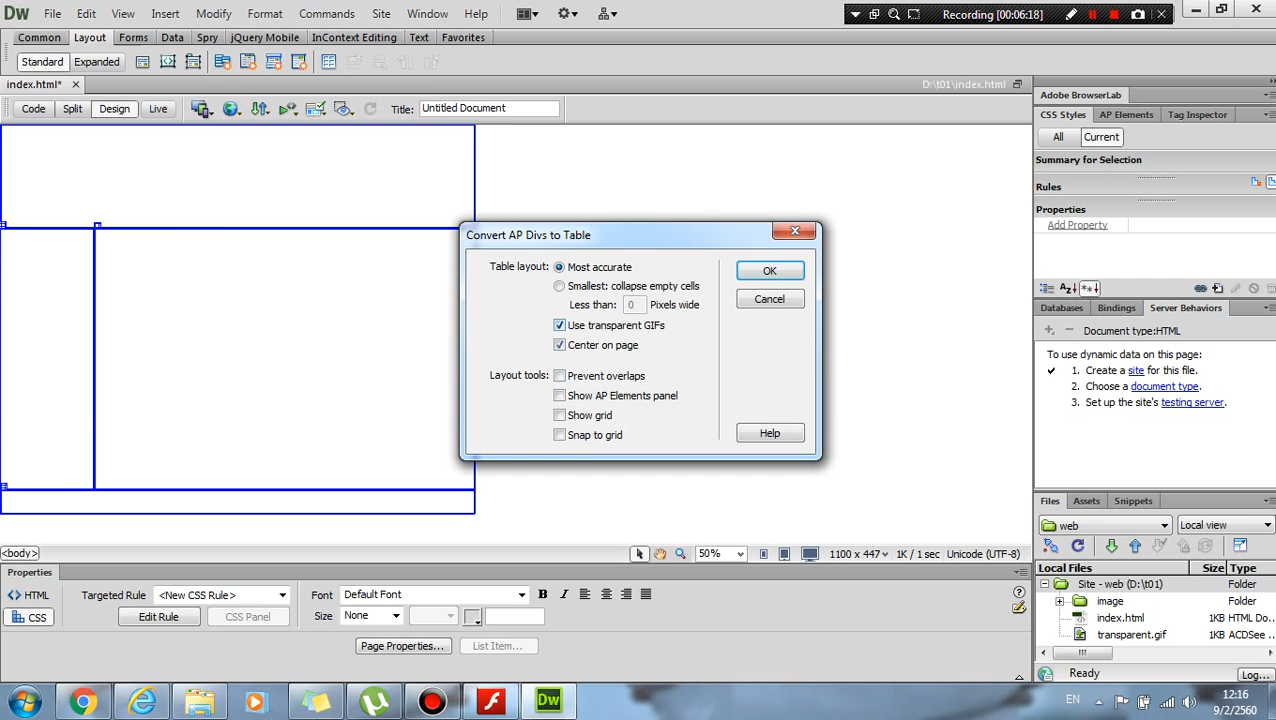 Dw File Edit View Insert Modify Format Commands Site Window Help
Recording [00:06:18]
Common Layout Forms Data Spry jQuery Mobile InContext Editing Text Favorites
Standard Expanded
index.html* D:\t01\index.html
Code Split Design Live Title: Untitled Document
Adobe BrowserLab
CSS Styles AP Elements Tag Inspector
All Current
Summary for Selection
Rules
Properties
Add Property
Convert AP Divs to Table
Table layout: Most accurate OK
Smallest: collapse empty cells
Less than: 0 Pixels wide Cancel
Use transparent GIFs
Center on page
Layout tools: Prevent overlaps
Show AP Elements panel
Show grid
Snap to grid Help
Databases Bindings Server Behaviors
Document type:HTML
To use dynamic data on this page:
1. Create a site for this file.
2. Choose a document type.
3. Set up the site's testing server.
Files Assets Snippets
web Local view
Local Files Size Type
Site - web (D:\t01) Folder
image Folder
index.html 1KB HTML Do...
transparent.gif 1KB ACDSee
Ready Log...
<body> 50% 1100 x 447 1K / 1 sec Unicode (UTF-8)
Properties
HTML Targeted Rule <New CSS Rule> Font Default Font B I
CSS Edit Rule CSS Panel Size None
Page Properties... List Item...
Dw EN 12:16
9/2/2560